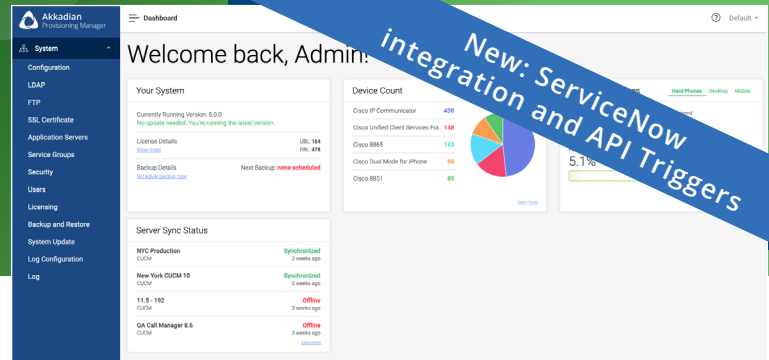 Akkadian
Provisioning Manager
Dashboard
Default
System
Configuration
LDAP
FTP
SSL Certificate
Application Servers
Service Groups
Security
Users
Licensing
Backup and Restore
System Update
Log Configuration
Log
Welcome back, Admin!
Your System
Currently Running Version: 5.0.0
No update needed. You're running the latest version.
License Details
UBL: 164
View more
DBL: 478
Backup Details
Next Backup: none scheduled
Schedule backup now
Device Count
Cisco IP Communicator 438
Cisco Unified Client Services Fra.. 148
Cisco 8865 143
Cisco Dual Mode for iPhone 93
Cisco 8851 85
View more
Hard Phones Desktop Mobile
5.1%
New: ServiceNow
integration and API Triggers
Server Sync Status
NYC Production Synchronized
CUCM 2 weeks ago
New York CUCM 10 Synchronized
CUCM 2 weeks ago
11.5 - 192 Offline
CUCM 3 weeks ago
QA Call Manager 8.6 Offline
CUCM 3 weeks ago
View more